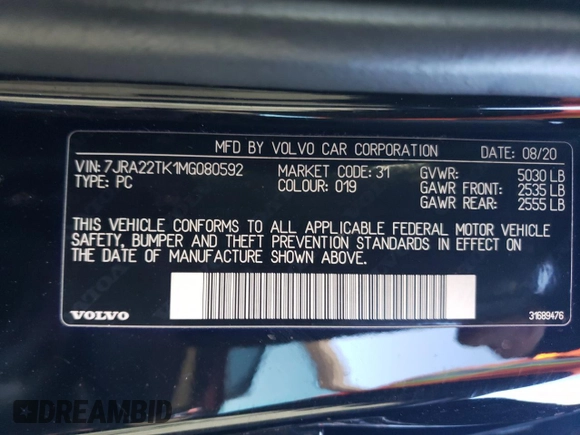 MFD BY VOLVO CAR CORPORATION DATE: 08/20
VIN: 7JRA22TK1MG080592 MARKET CODE: 31 GVWR: 5030 LB
TYPE: PC COLOUR: 019 GAWR FRONT: 2535 LB
GAWR REAR: 2555 LB
THIS VEHICLE CONFORMS TO ALL APPLICABLE FEDERAL MOTOR VEHICLE
SAFETY, BUMPER AND THEFT PREVENTION STANDARDS IN EFFECT ON
THE DATE OF MANUFACTURE SHOWN ABOVE.
VOLVO 31689476
DREAMBID